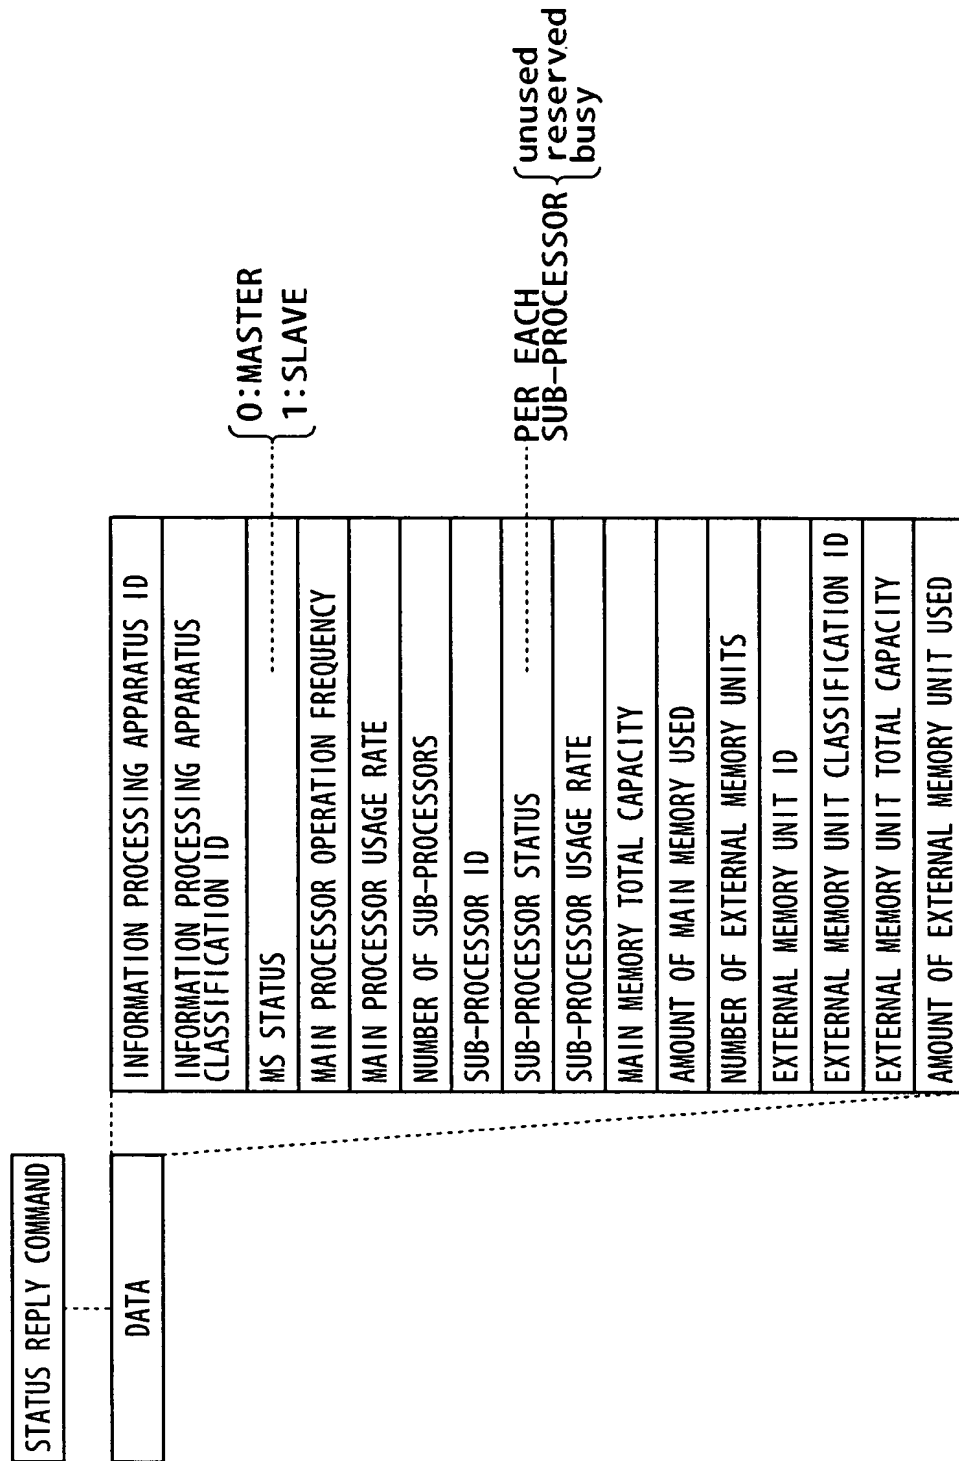 STATUS REPLY COMMAND
DATA
INFORMATION PROCESSING APPARATUS ID
INFORMATION PROCESSING APPARATUS
CLASSIFICATION ID
MS STATUS
0:MASTER
1:SLAVE
MAIN PROCESSOR OPERATION FREQUENCY
MAIN PROCESSOR USAGE RATE
NUMBER OF SUB-PROCESSORS
SUB-PROCESSOR ID
SUB-PROCESSOR STATUS
PER EACH
SUB-PROCESSOR
unused
reserved
busy
SUB-PROCESSOR USAGE RATE
MAIN MEMORY TOTAL CAPACITY
AMOUNT OF MAIN MEMORY USED
NUMBER OF EXTERNAL MEMORY UNITS
EXTERNAL MEMORY UNIT ID
EXTERNAL MEMORY UNIT CLASSIFICATION ID
EXTERNAL MEMORY UNIT TOTAL CAPACITY
AMOUNT OF EXTERNAL MEMORY UNIT USED